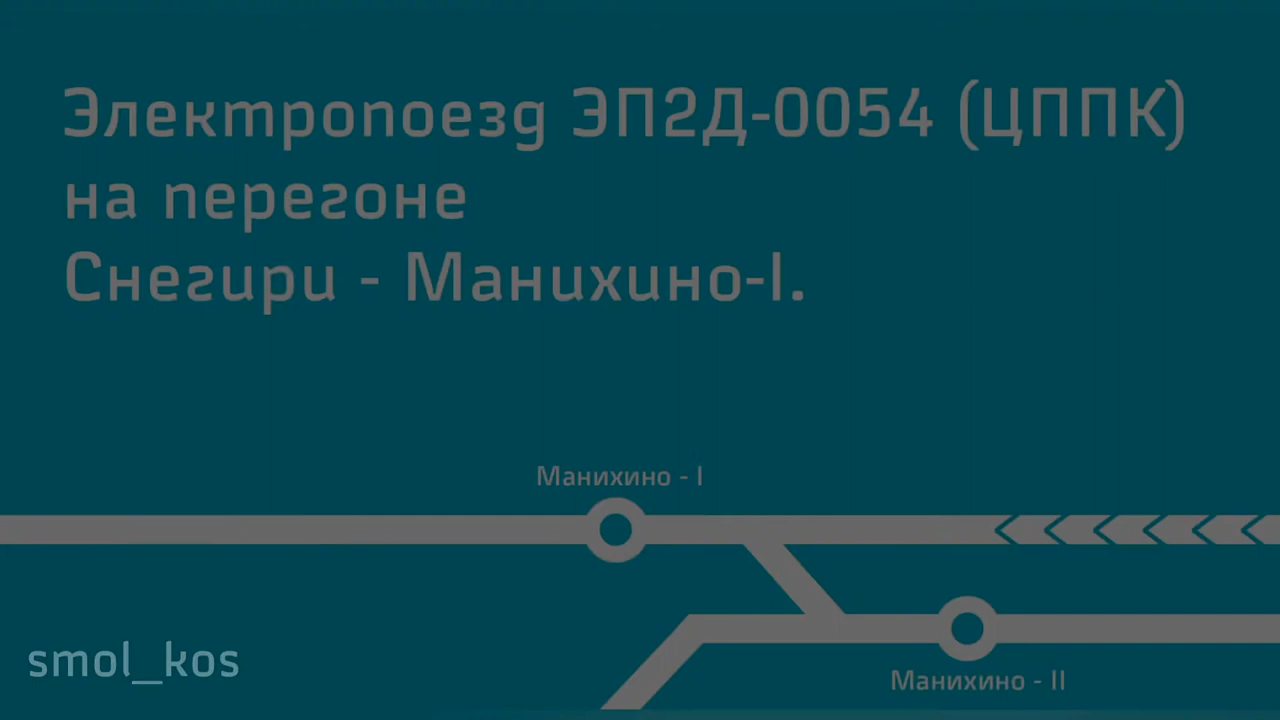 Электропоезд ЭП2Д-0054 (ЦППК)
на перегоне
Снегири - Манихино-I.
Манихино - I
smol_kos
Манихино - II